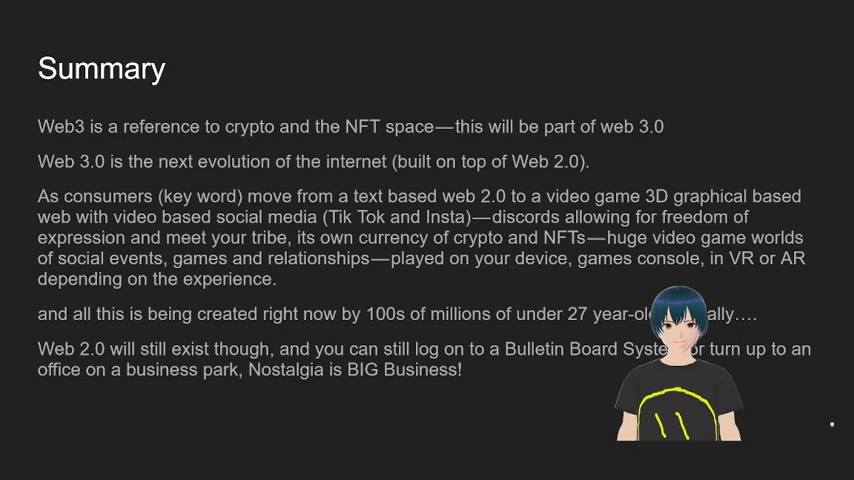 Summary
Web3 is a reference to crypto and the NFT space—this will be part of web 3.0
Web 3.0 is the next evolution of the internet (built on top of Web 2.0).
As consumers (key word) move from a text based web 2.0 to a video game 3D graphical based
web with video based social media (Tik Tok and Insta)—discords allowing for freedom of
expression and meet your tribe, its own currency of crypto and NFTs—huge video game worlds
of social events, games and relationships—played on your device, games console, in VR or AR
depending on the experience.
and all this is being created right now by 100s of millions of under 27
Web 2.0 will still exist though, and you can still log on to a Bulletin Board turn up to an
office on a business park, Nostalgia is BIG Business!